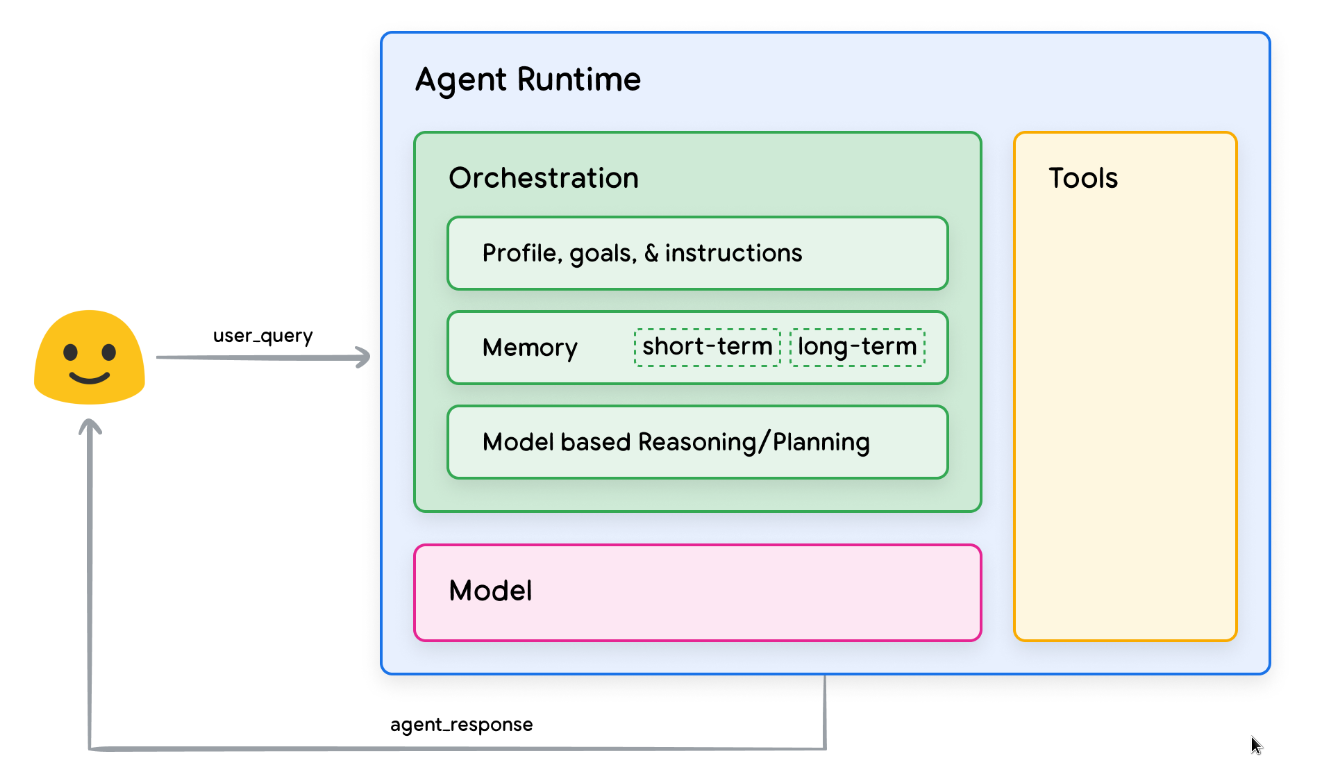 Agent Runtime
Orchestration
Profile, goals, & instructions
Memory short-term long-term
Model based Reasoning/Planning
Model
Tools
user_query
agent_response